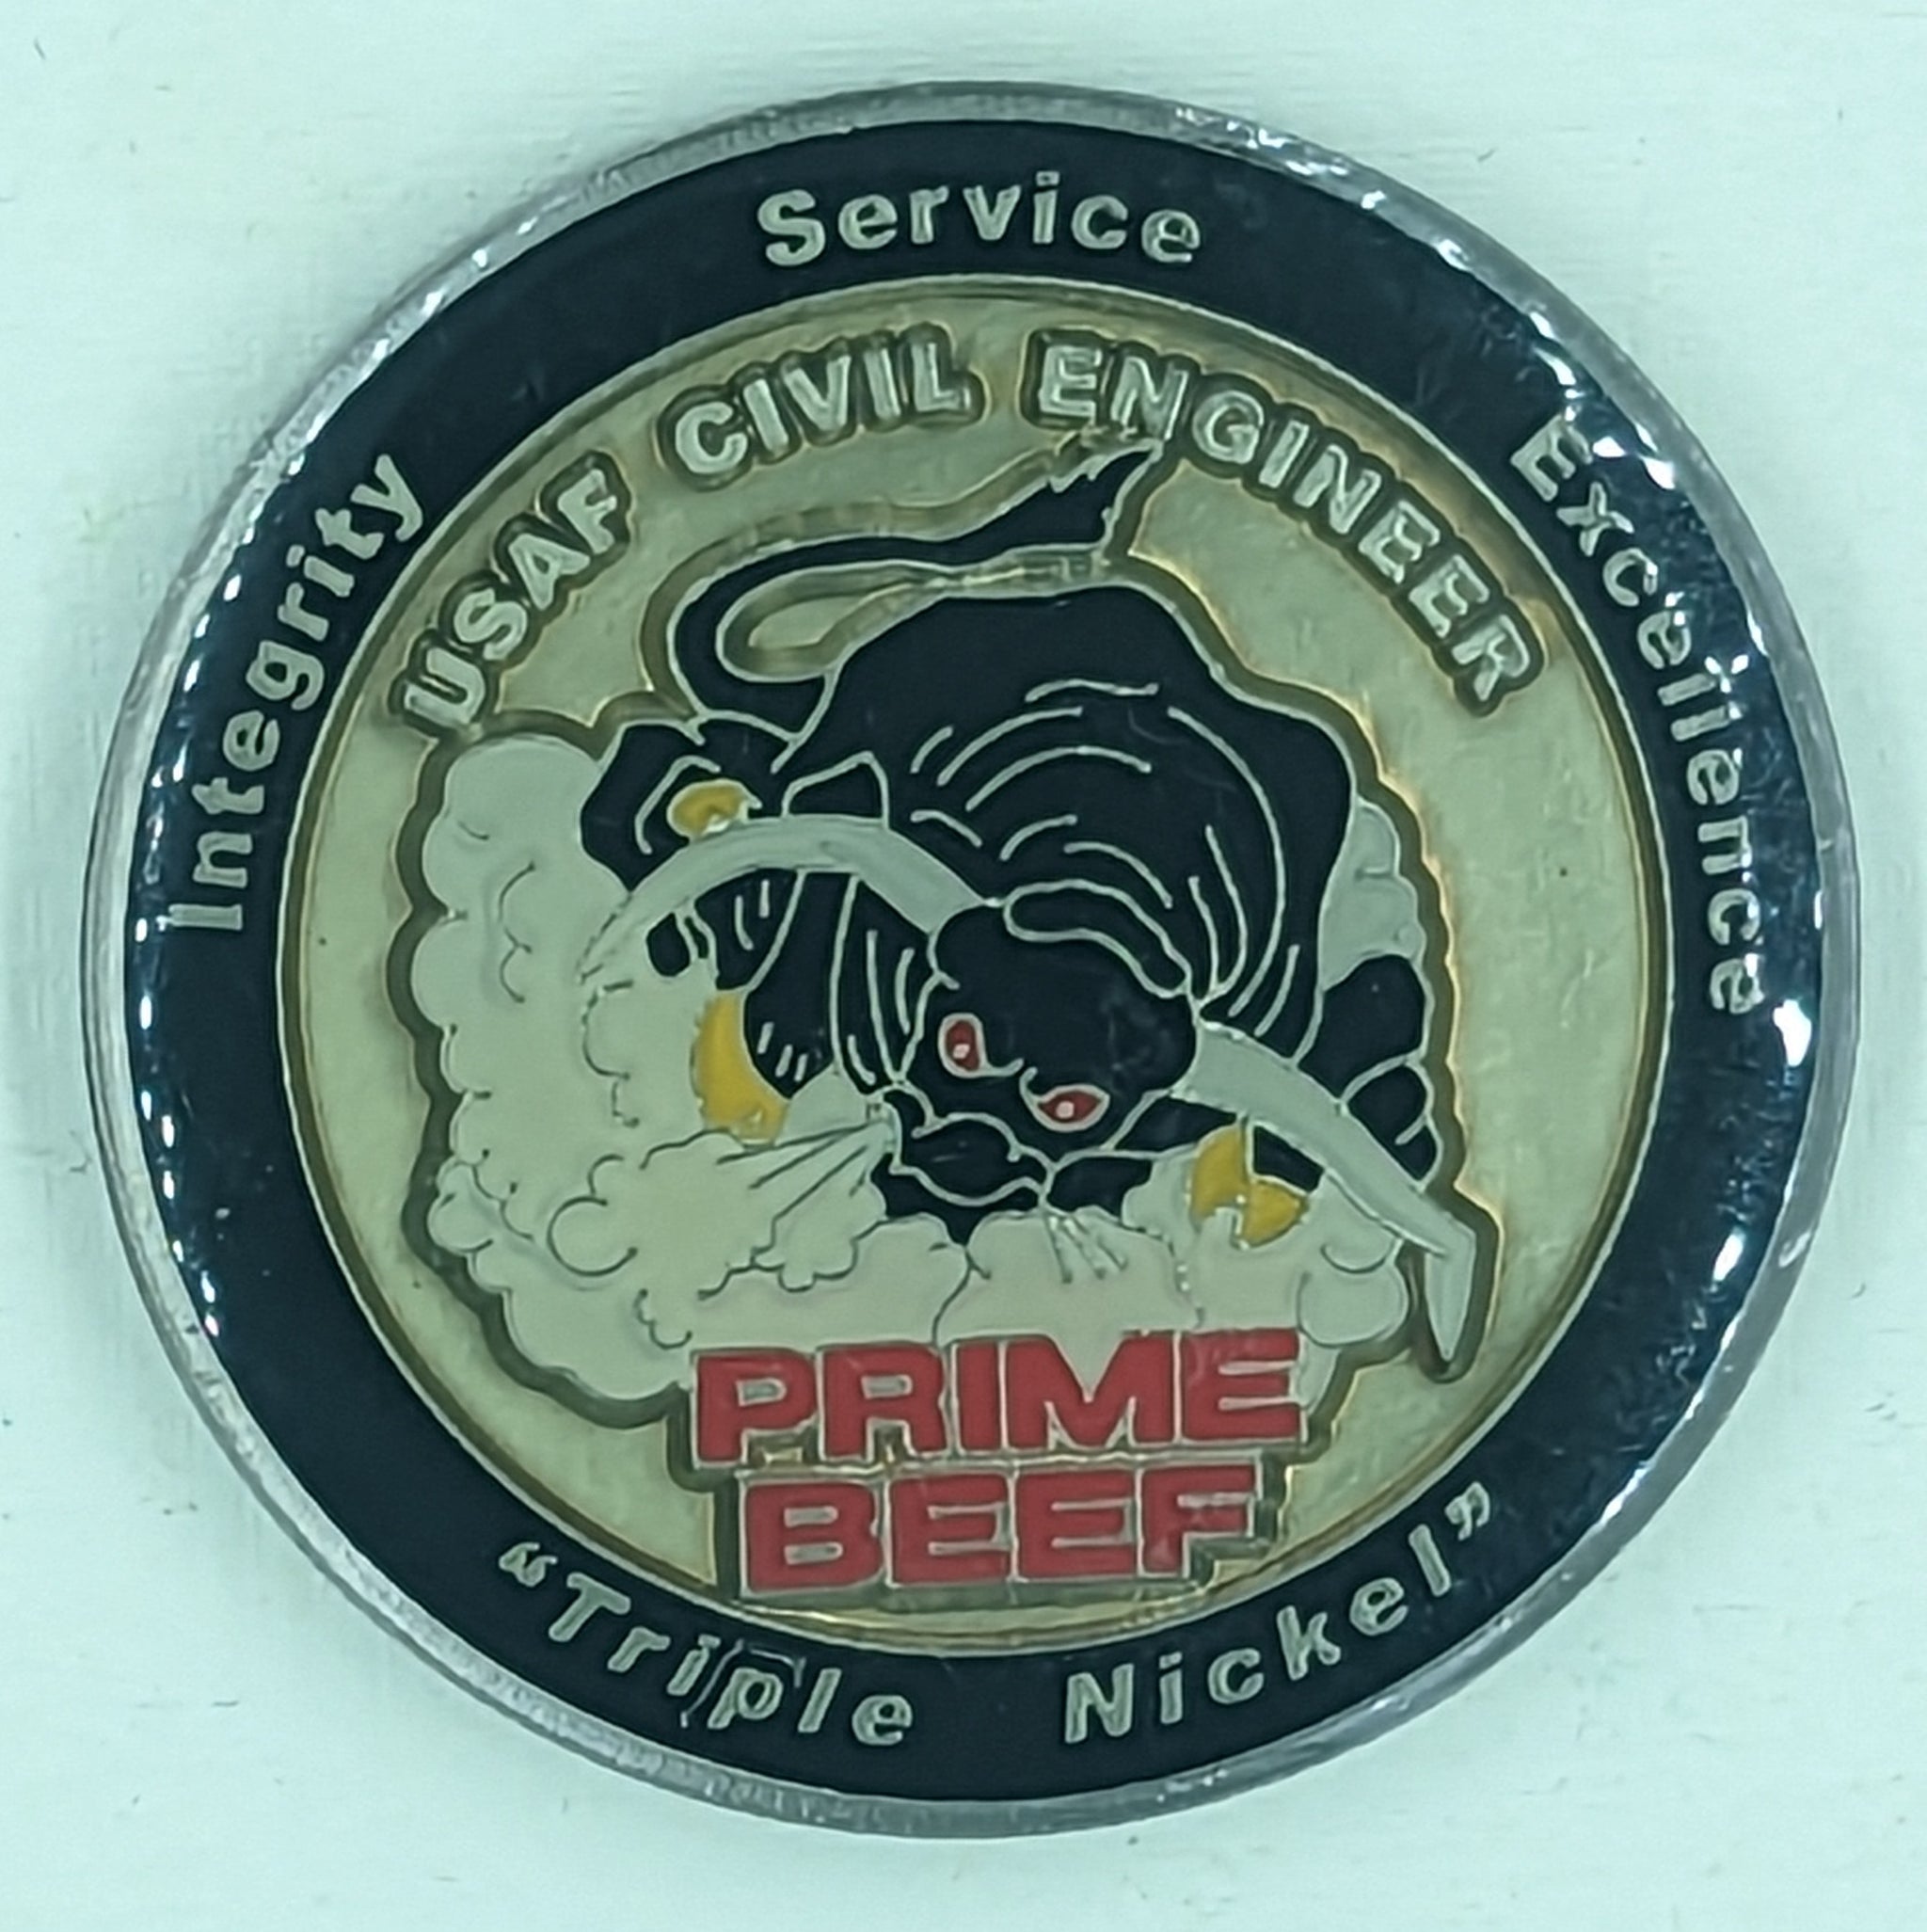 Integrity
Service
Excellence
USAF CIVIL ENGINEER
PRIME
BEEF
“Triple Nickel”